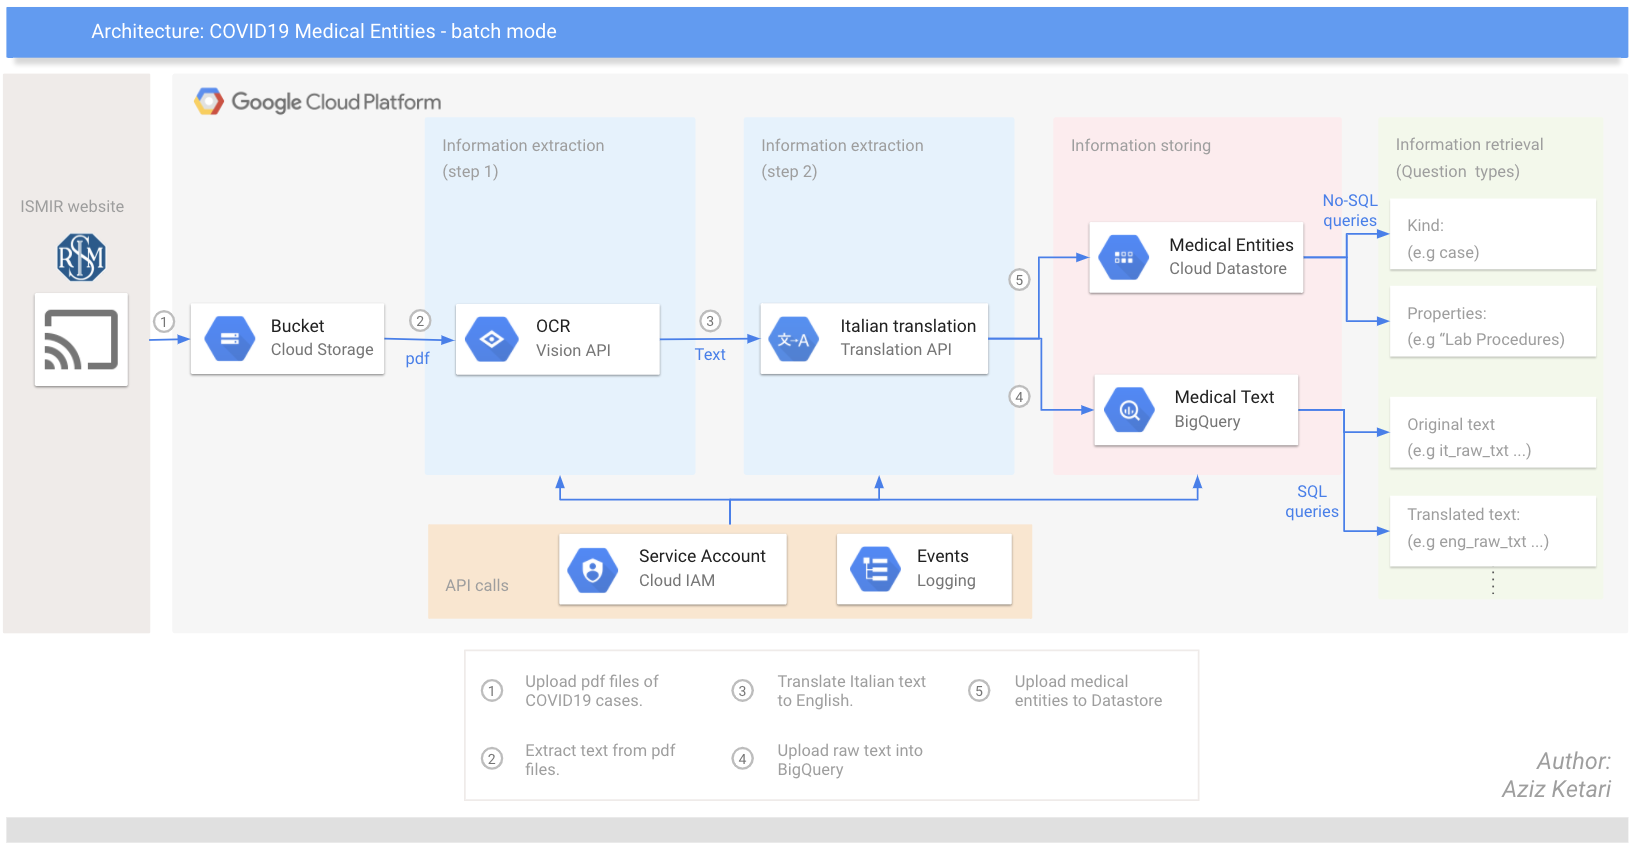 Architecture: COVID19 Medical Entities - batch mode
Google Cloud Platform
ISMIR website
RSM
1
Bucket
Cloud Storage
2
pdf
Information extraction
(step 1)
OCR
Vision API
3
Text
Information extraction
(step 2)
文→A
Italian translation
Translation API
5
4
Information storing
Medical Entities
Cloud Datastore
Medical Text
BigQuery
No-SQL
queries
SQL
queries
Information retrieval
(Question types)
Kind:
(e.g case)
Properties:
(e.g “Lab Procedures)
Original text
(e.g it_raw_txt ...)
Translated text:
(e.g eng_raw_txt ...)
API calls
Service Account
Cloud IAM
Events
Logging
1 Upload pdf files of
COVID19 cases.
2 Extract text from pdf
files.
3 Translate Italian text
to English.
4 Upload raw text into
BigQuery
5 Upload medical
entities to Datastore
Author:
Aziz Ketari